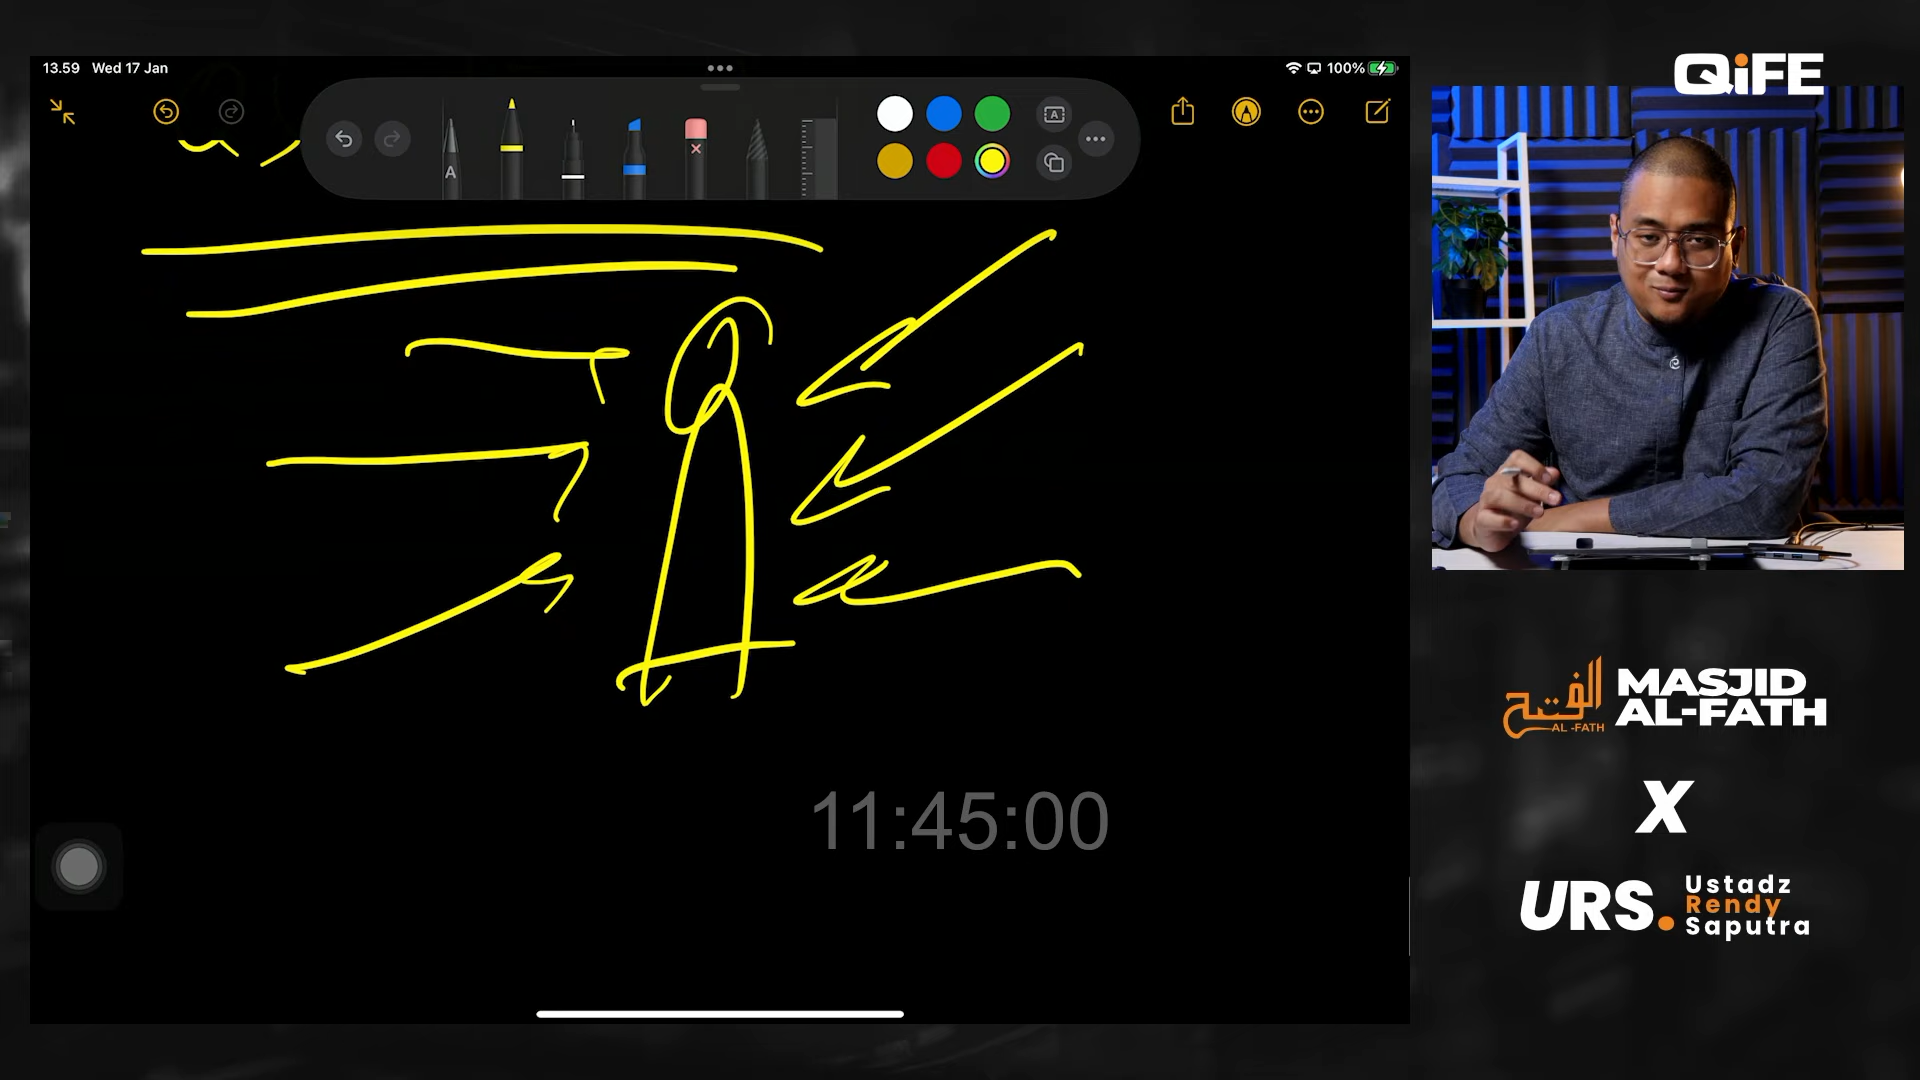 13.59 Wed 17 Jan
100%
A
A
11:45:00
QiFE
الفتح
AL-FATH
MASJID
AL-FATH
X
URS.
Ustadz
Rendy
Saputra